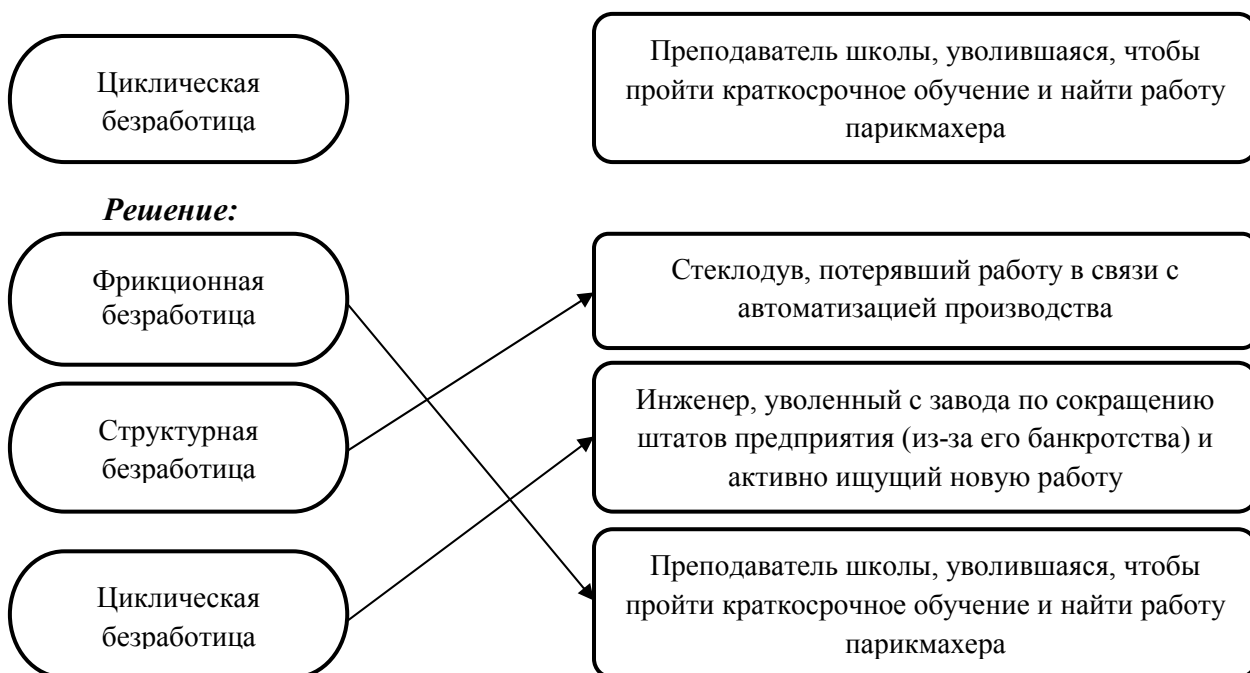 Циклическая
безработица
Преподаватель школы, уволившаяся, чтобы
пройти краткосрочное обучение и найти работу
парикмахера
Решение:
Фрикционная
безработица
Стеклодув, потерявший работу в связи с
автоматизацией производства
Структурная
безработица
Инженер, уволенный с завода по сокращению
штатов предприятия (из-за его банкротства) и
активно ищущий новую работу
Циклическая
безработица
Преподаватель школы, уволившаяся, чтобы
пройти краткосрочное обучение и найти работу
парикмахера